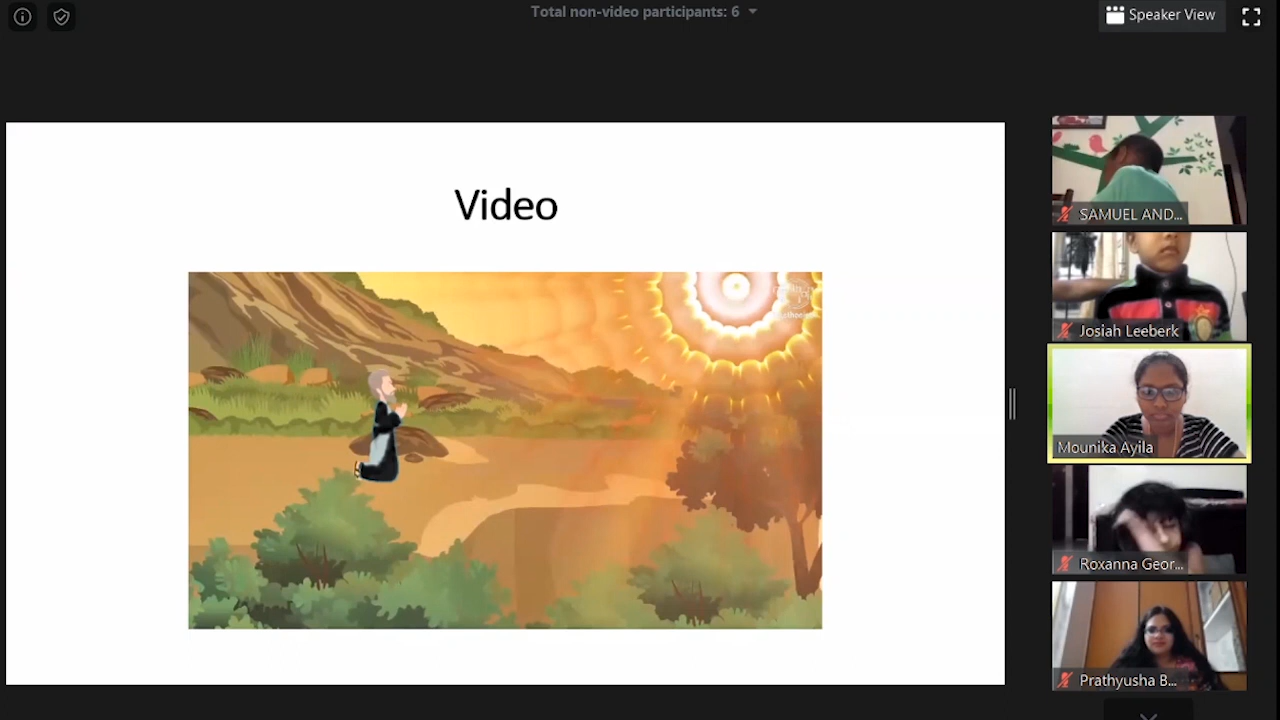 Total non-video participants: 6
Speaker View
Video
SAMUEL AND...
Josiah Leeberk
Mounika Ayila
Roxanna Geor...
Prathyusha B...